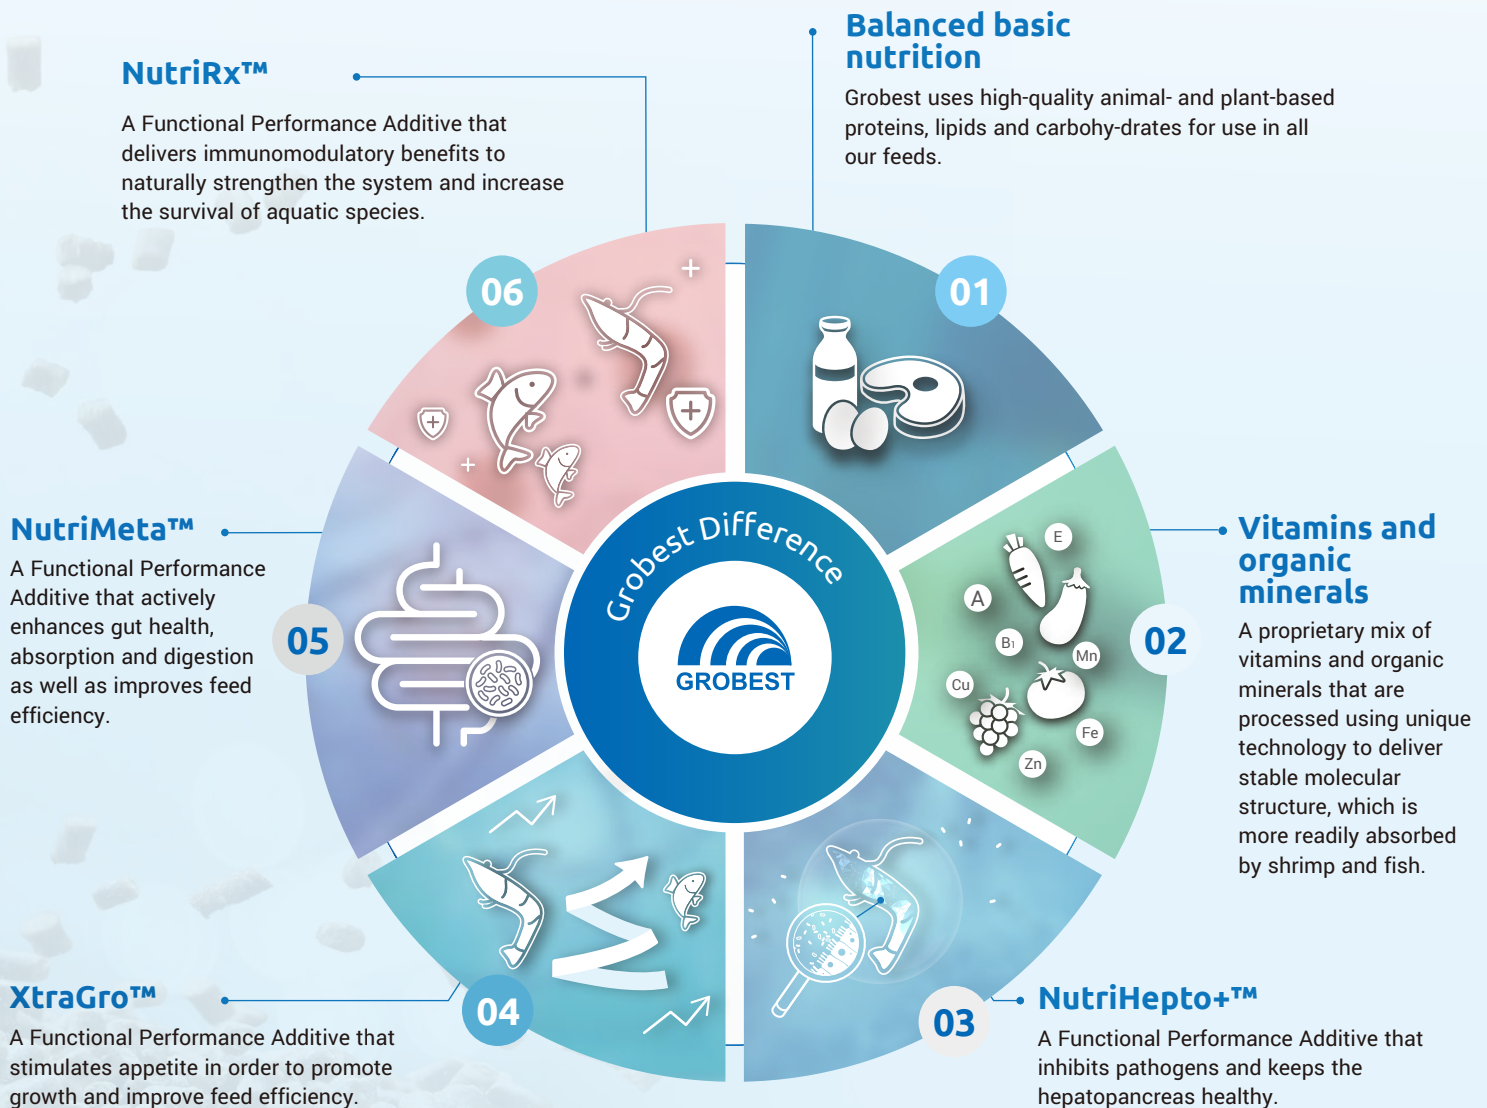 Balanced basic
nutrition
Grobest uses high-quality animal- and plant-based
proteins, lipids and carbohy-drates for use in all
our feeds.
01
Vitamins and
organic
minerals
A proprietary mix of
vitamins and organic
minerals that are
processed using unique
technology to deliver
stable molecular
structure, which is
more readily absorbed
by shrimp and fish.
02
E
A
B1
Mn
Cu
Fe
Zn
NutriHepto+™
A Functional Performance Additive that
inhibits pathogens and keeps the
hepatopancreas healthy.
03
XtraGro™
A Functional Performance Additive that
stimulates appetite in order to promote
growth and improve feed efficiency.
04
NutriMeta™
A Functional Performance
Additive that actively
enhances gut health,
absorption and digestion
as well as improves feed
efficiency.
05
NutriRx™
A Functional Performance Additive that
delivers immunomodulatory benefits to
naturally strengthen the system and increase
the survival of aquatic species.
06
Grobest Difference
GROBEST